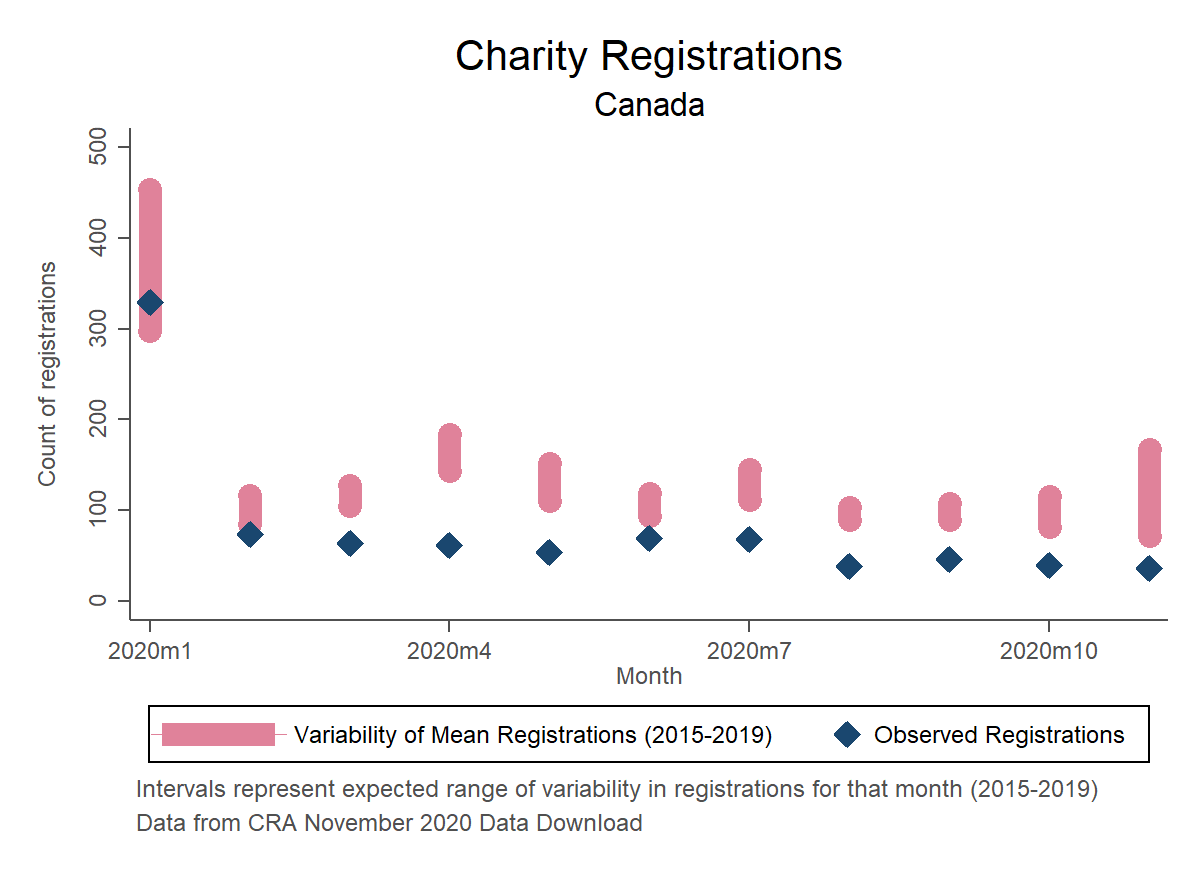 Charity Registrations
Canada
500
400
300
200
100
0
Count of registrations
2020m1 2020m4 2020m7 2020m10
Month
Variability of Mean Registrations (2015-2019) Observed Registrations
Intervals represent expected range of variability in registrations for that month (2015-2019)
Data from CRA November 2020 Data Download